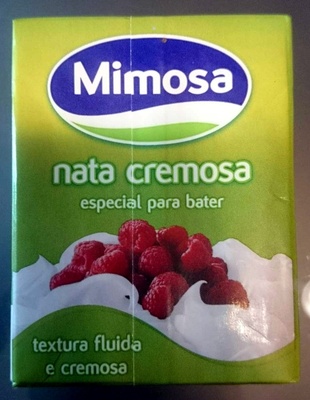 Mimosa
nata cremosa
especial para bater
textura fluida
e cremosa